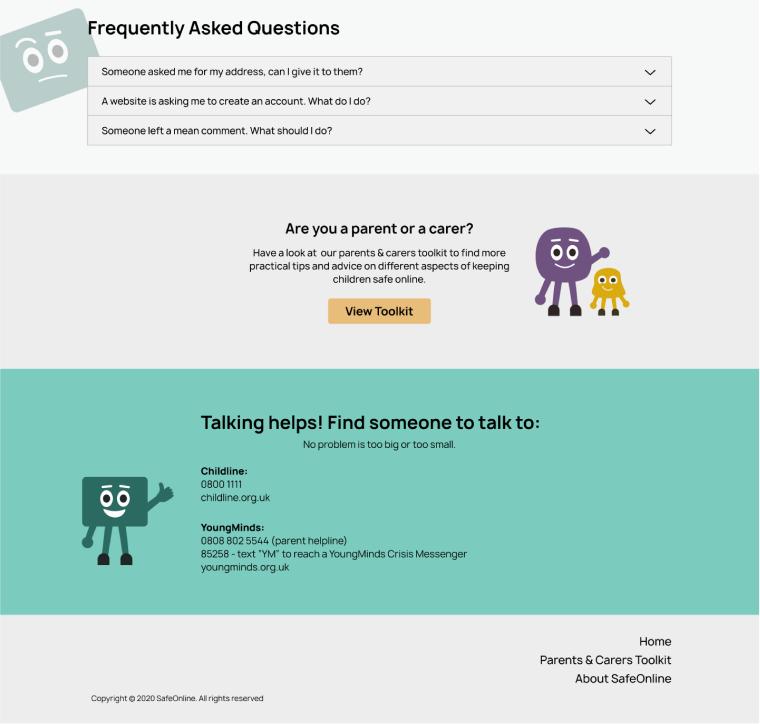 Frequently Asked Questions
Someone asked me for my address, can I give it to them?
A website is asking me to create an account. What do I do?
Someone left a mean comment. What should I do?
Are you a parent or a carer?
Have a look at our parents & carers toolkit to find more
practical tips and advice on different aspects of keeping
children safe online.
View Toolkit
Talking helps! Find someone to talk to:
No problem is too big or too small.
Childline:
0800 1111
childline.org.uk
YoungMinds:
0808 802 5544 (parent helpline)
85258 - text "YM" to reach a YoungMinds Crisis Messenger
youngminds.org.uk
Home
Parents & Carers Toolkit
About SafeOnline
Copyright @ 2020 SafeOnline. All rights reserved